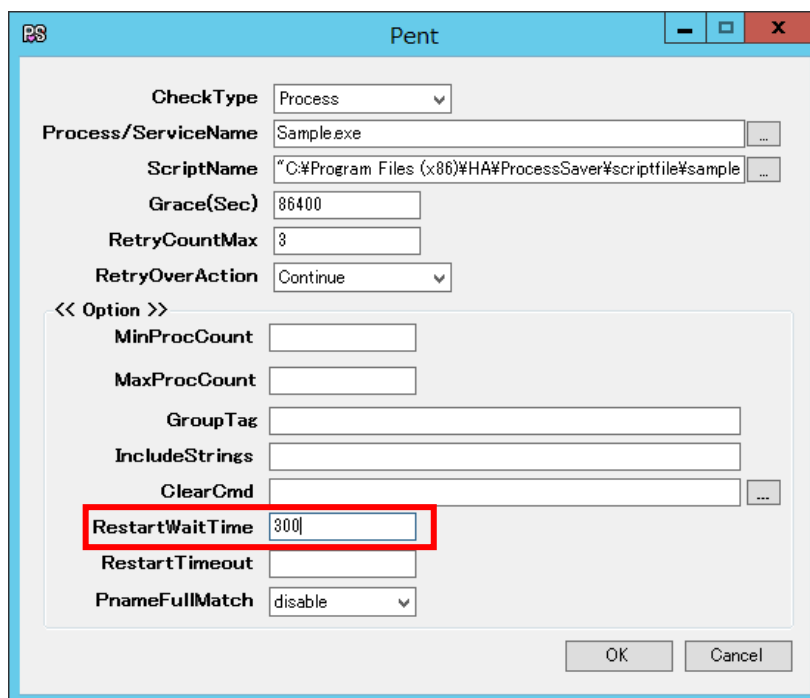 PS Pent
CheckType Process
Process/ServiceName Sample.exe ...
ScriptName "C:¥Program Files (x86)¥HA¥ProcessSaver¥scriptfile¥sample ...
Grace(Sec) 86400
RetryCountMax 3
RetryOverAction Continue
<< Option >>
MinProcCount
MaxProcCount
GroupTag
IncludeStrings
ClearCmd ...
RestartWaitTime 300
RestartTimeout
PnameFullMatch disable
OK Cancel